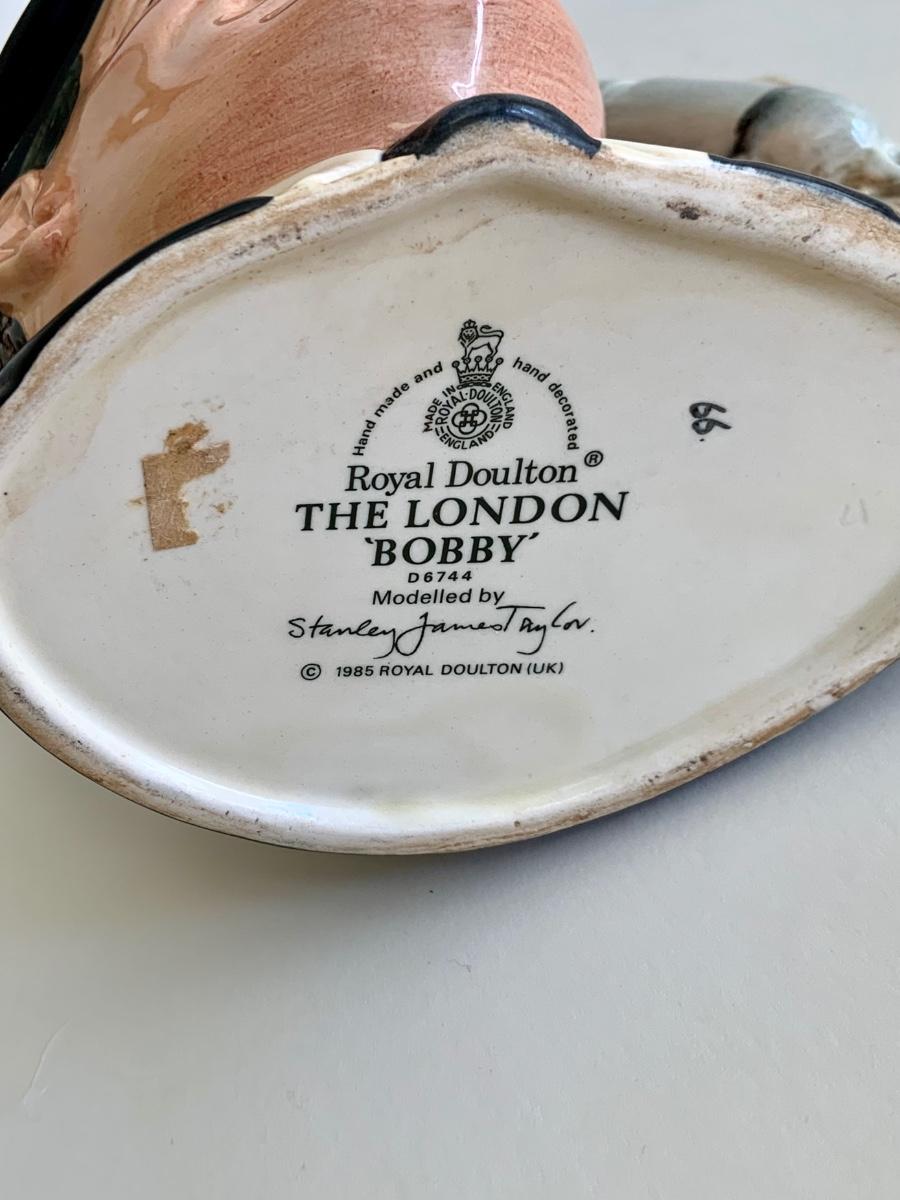 Hand made and hand decorated
MADE IN ENGLAND
ROYAL·DOULTON
ENGLAND
Royal Doulton®
THE LONDON
‘BOBBY’
D6744
Modelled by
Stanley James Taylor.
© 1985 ROYAL DOULTON (UK)